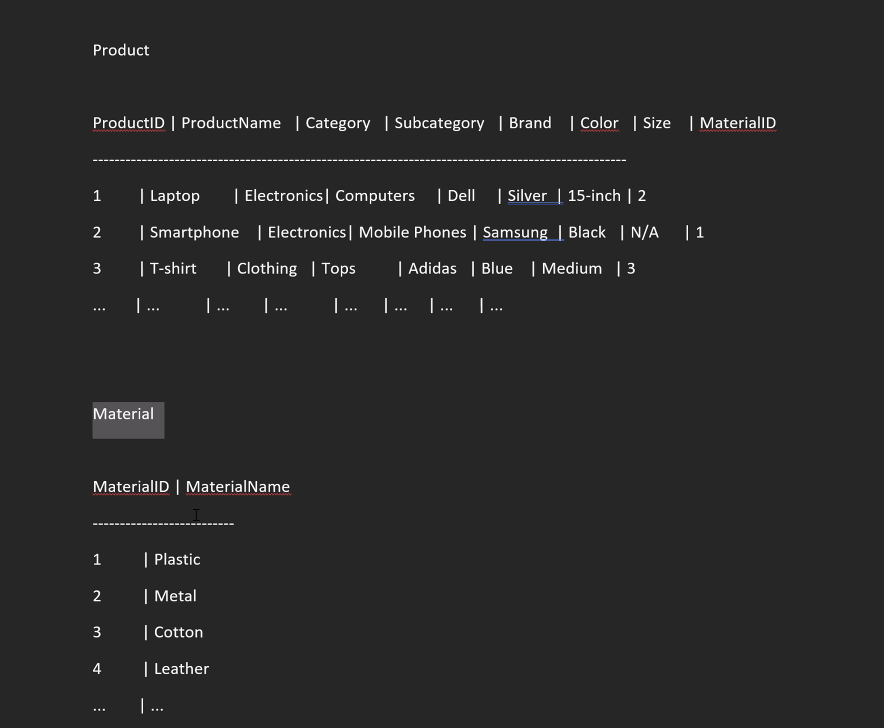 Product
ProductID | ProductName | Category | Subcategory | Brand | Color | Size | MaterialID
---------------------------------------------------------------------------------------------------
1 | Laptop | Electronics| Computers | Dell | Silver | 15-inch | 2
2 | Smartphone | Electronics| Mobile Phones | Samsung | Black | N/A | 1
3 | T-shirt | Clothing | Tops | Adidas | Blue | Medium | 3
... | ... | ... | ... | ... | ... | ... | ...
Material
MaterialID | MaterialName
--------------------------
1 | Plastic
2 | Metal
3 | Cotton
4 | Leather
... | ...